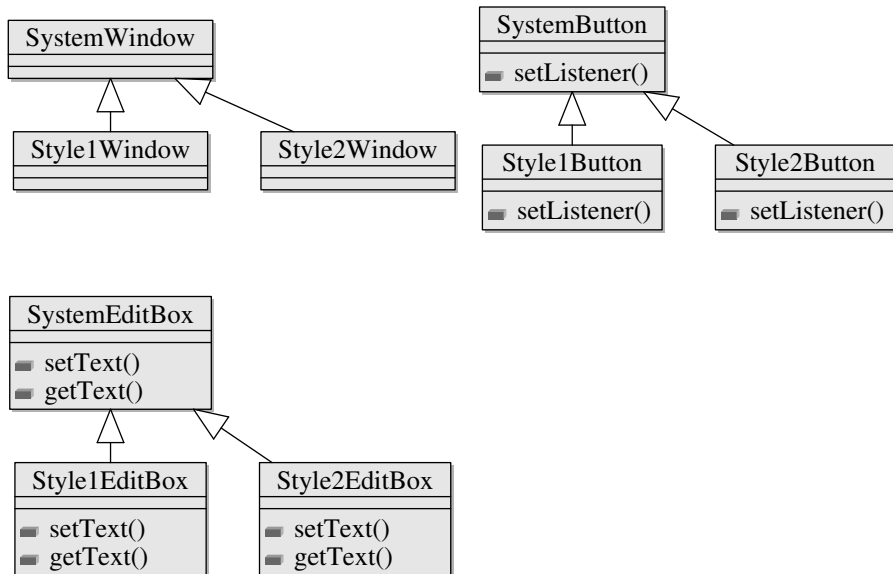 SystemWindow
Style1Window
Style2Window
SystemButton
setListener()
Style1Button
setListener()
Style2Button
setListener()
SystemEditBox
setText()
getText()
Style1EditBox
setText()
getText()
Style2EditBox
setText()
getText()